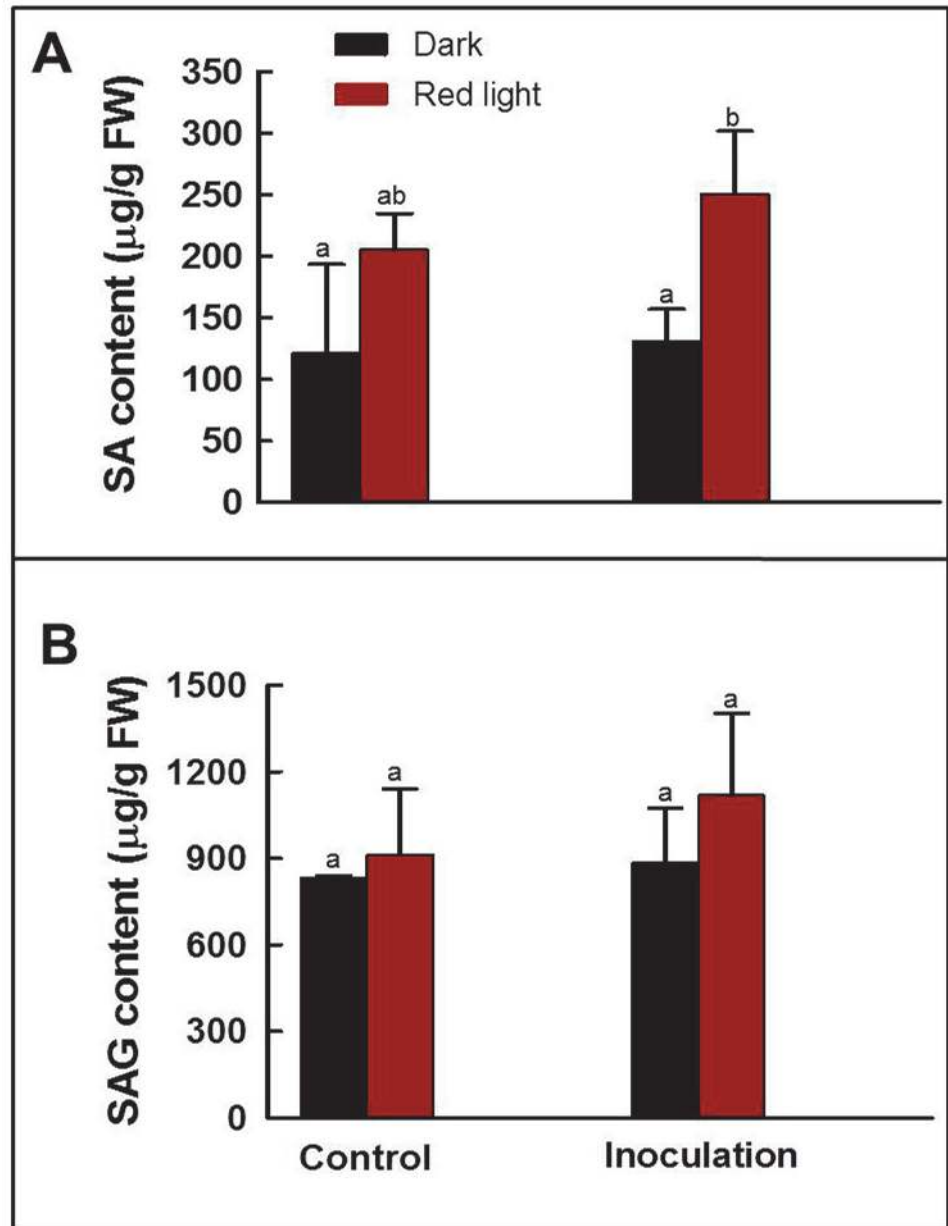 A
Dark
Red light
SA content (μg/g FW)
350
300
250
200
150
100
50
0
a
ab
a
b
B
SAG content (μg/g FW)
1500
1200
900
600
300
0
a
a
a
a
Control
Inoculation